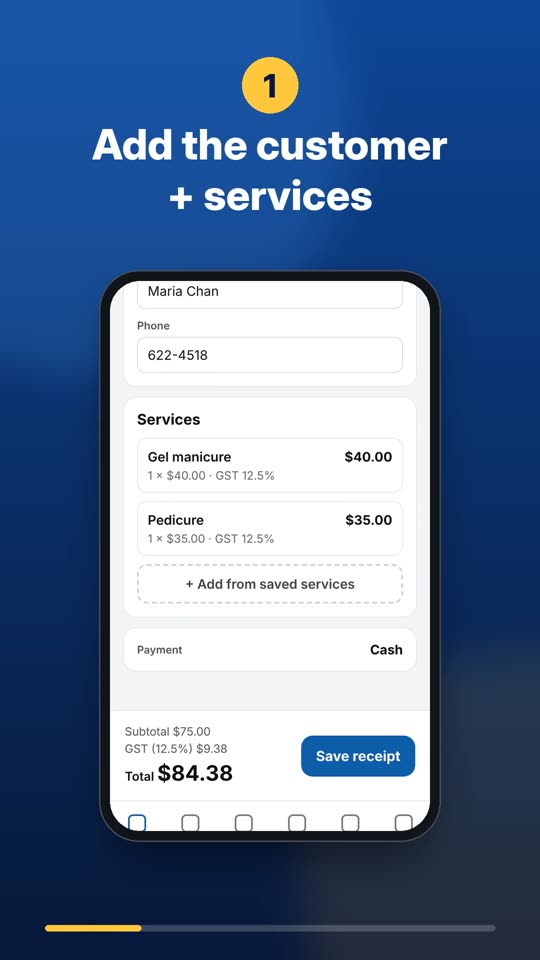 1
Add the customer
+ services
Maria Chan
Phone
622-4518
Services
Gel manicure $40.00
1 × $40.00 · GST 12.5%
Pedicure $35.00
1 × $35.00 · GST 12.5%
+ Add from saved services
Payment Cash
Subtotal $75.00
GST (12.5%) $9.38
Total $84.38
Save receipt